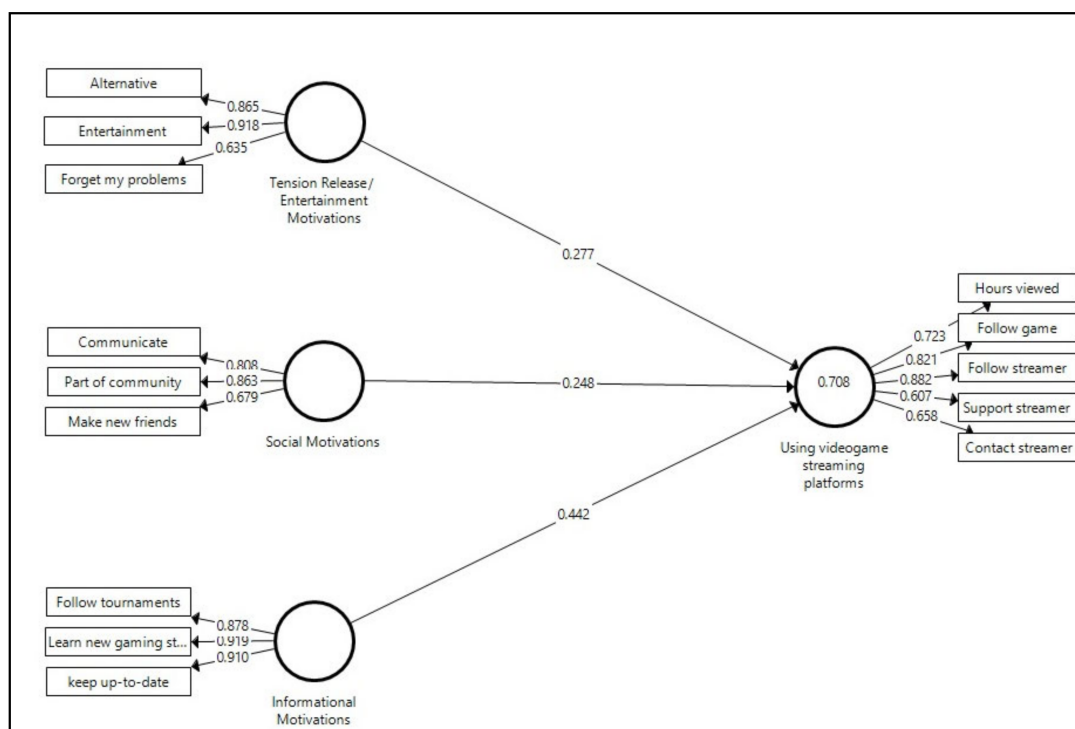 Alternative
0.865
Entertainment
0.918
Forget my problems
0.635
Tension Release/
Entertainment
Motivations
0.277
Communicate
0.808
Part of community
0.863
Make new friends
0.679
Social Motivations
0.248
Follow tournaments
0.878
Learn new gaming st...
0.919
keep up-to-date
0.910
Informational
Motivations
0.442
0.708
Using videogame
streaming
platforms
Hours viewed
0.723
Follow game
0.821
Follow streamer
0.882
Support streamer
0.607
Contact streamer
0.658